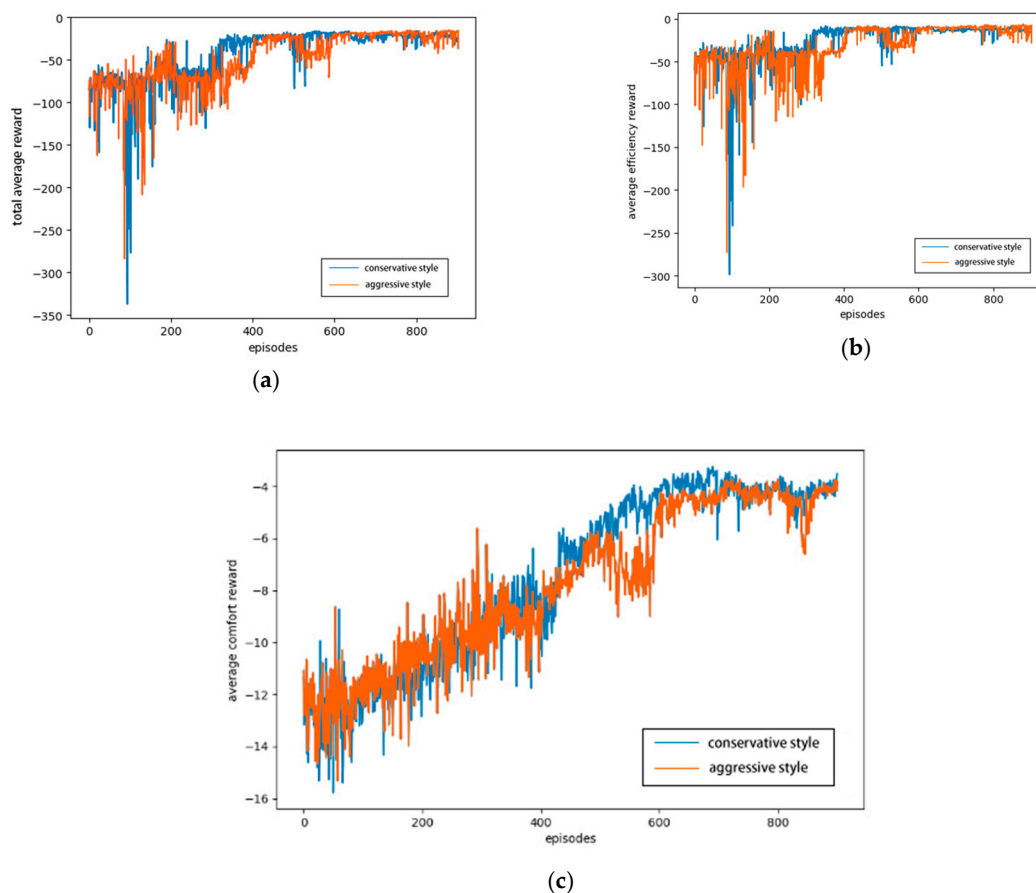 0
−50
−100
−150
−200
−250
−300
−350
total average reward
conservative style
aggressive style
0 200 400 600 800
episodes
(a)
0
−50
−100
−150
−200
−250
−300
average efficiency reward
conservative style
aggressive style
0 200 400 600 800
episodes
(b)
−4
−6
−8
−10
−12
−14
−16
average comfort reward
conservative style
aggressive style
0 200 400 600 800
episodes
(c)